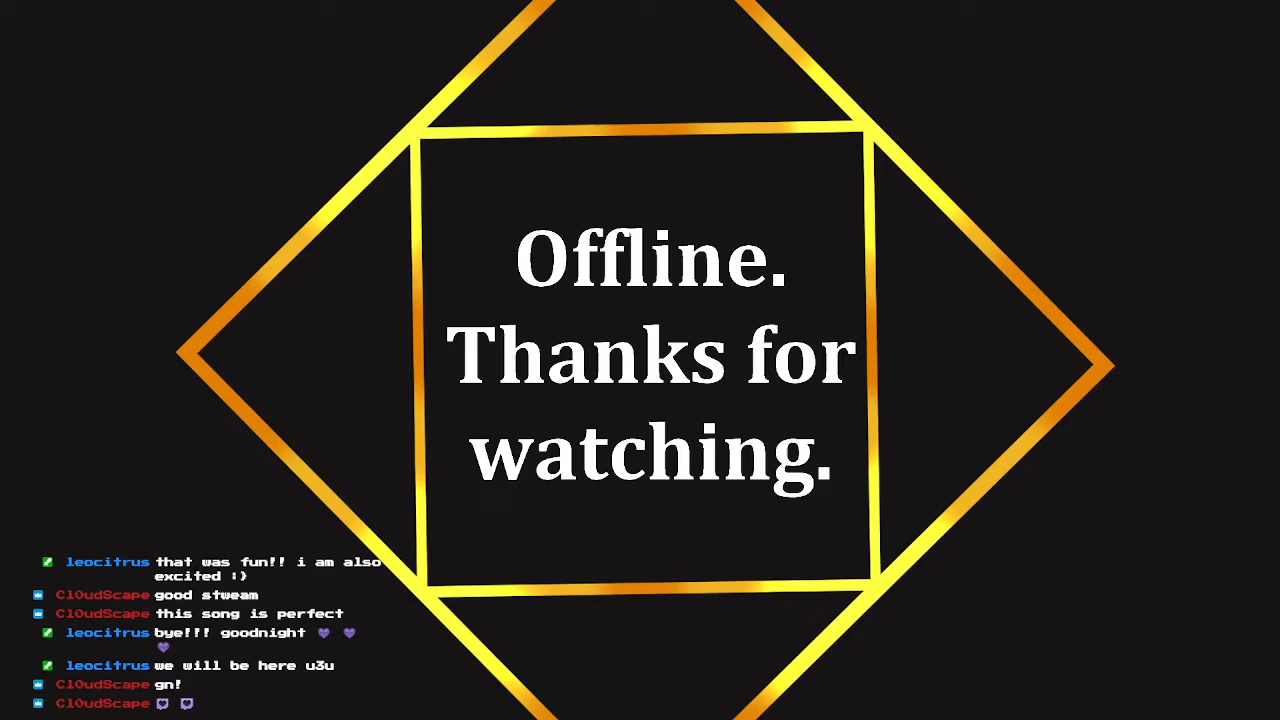 Offline.
Thanks for
watching.
leocitrus that was fun!! i am also
excited :)
Cl0udScape good stweam
Cl0udScape this song is perfect
leocitrus bye!!! goodnight 💜 💜
💜
leocitrus we will be here u3u
Cl0udScape gn!
Cl0udScape